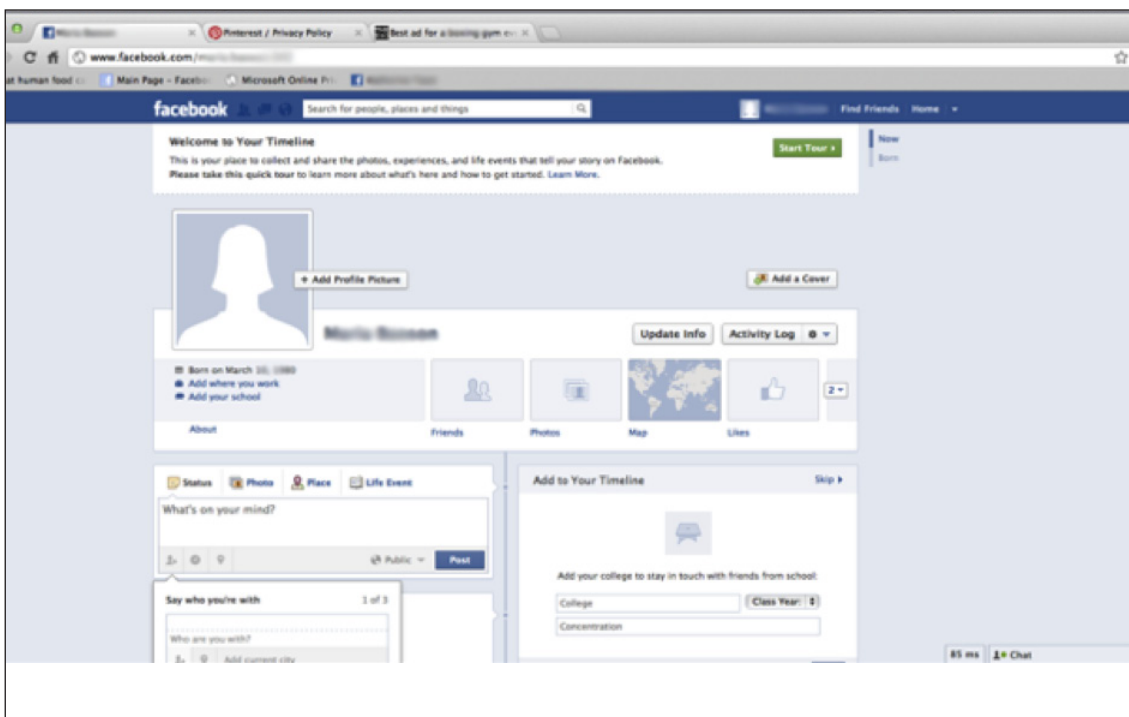 Pinterest / Privacy Policy
Best ad for a
www.facebook.com/
at human food
Main Page - Facebo
Microsoft Online Pri
facebook
Search for people, places and things
Find Friends
Home
Welcome to Your Timeline
This is your place to collect and share the photos, experiences, and life events that tell your story on Facebook.
Please take this quick tour to learn more about what's here and how to get started. Learn More.
Start Tour
Now
Born
+ Add Profile Picture
Add a Cover
Update Info
Activity Log
Born on March
Add where you work
Add your school
About
Friends
Photos
Map
Likes
2
Status
Photo
Place
Life Event
What's on your mind?
Public
Post
Say who you're with
1 of 3
Who are you with?
Add current city
Add to Your Timeline
Skip
Add your college to stay in touch with friends from school:
College
Class Year:
Concentration
85 ms
Chat